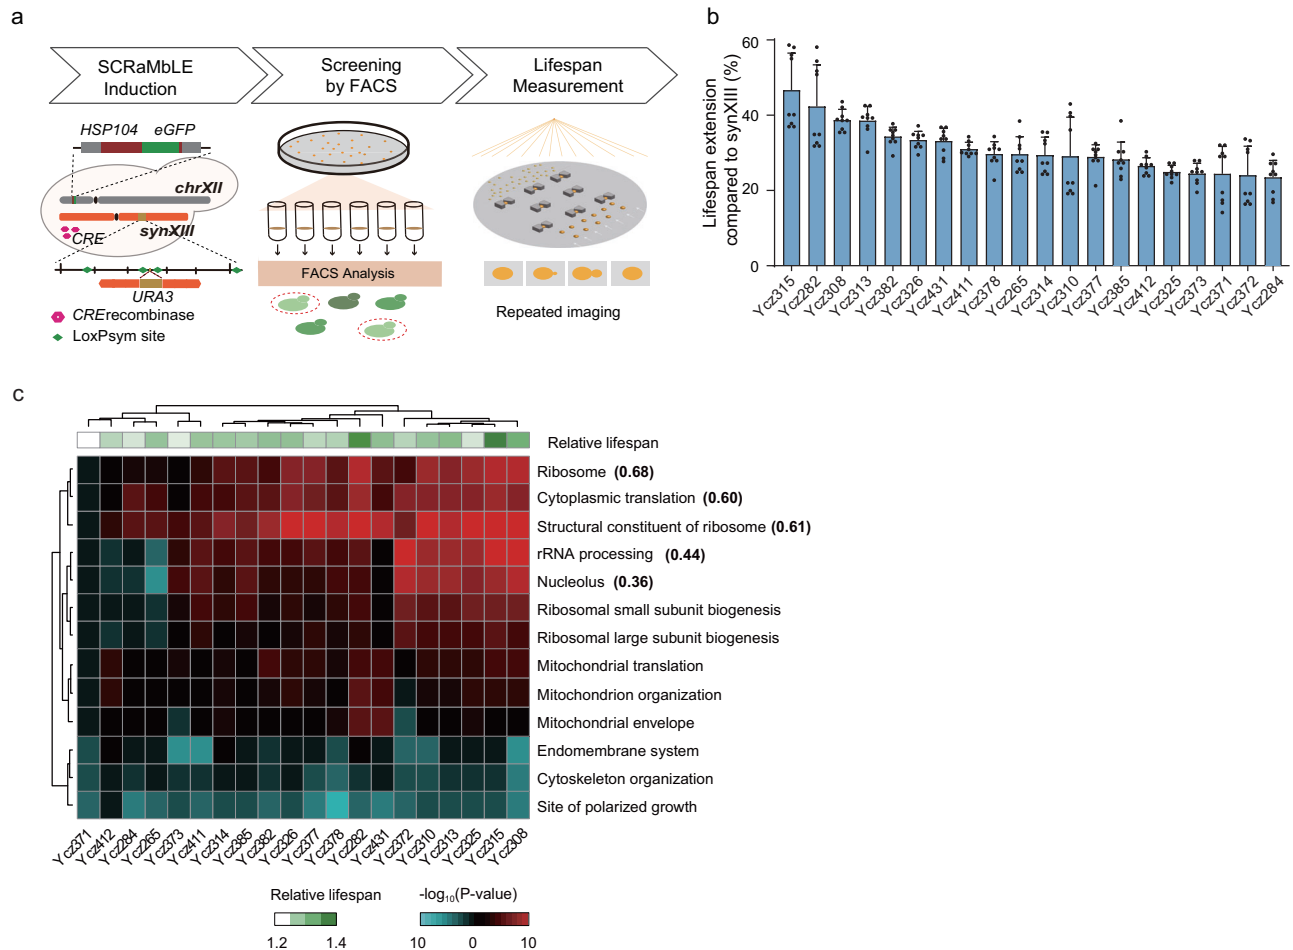 a
SCRaMbLE
Induction
Screening
by FACS
Lifespan
Measurement
HSP104 eGFP
chrXII
synXIII
CRE
URA3
CRE recombinase
LoxPsym site
FACS Analysis
Repeated imaging
b
Lifespan extension
compared to synXIII (%)
60
40
20
0
Ycz315 Ycz282 Ycz308 Ycz313 Ycz382 Ycz326 Ycz431 Ycz411 Ycz378 Ycz265 Ycz314 Ycz310 Ycz377 Ycz385 Ycz412 Ycz325 Ycz373 Ycz371 Ycz372 Ycz284
c
Relative lifespan
Ribosome (0.68)
Cytoplasmic translation (0.60)
Structural constituent of ribosome (0.61)
rRNA processing (0.44)
Nucleolus (0.36)
Ribosomal small subunit biogenesis
Ribosomal large subunit biogenesis
Mitochondrial translation
Mitochondrion organization
Mitochondrial envelope
Endomembrane system
Cytoskeleton organization
Site of polarized growth
Ycz371 Ycz412 Ycz284 Ycz265 Ycz373 Ycz411 Ycz314 Ycz385 Ycz382 Ycz326 Ycz377 Ycz378 Ycz282 Ycz431 Ycz372 Ycz310 Ycz313 Ycz325 Ycz315 Ycz308
Relative lifespan
1.2 1.4
-log10(P-value)
10 0 10